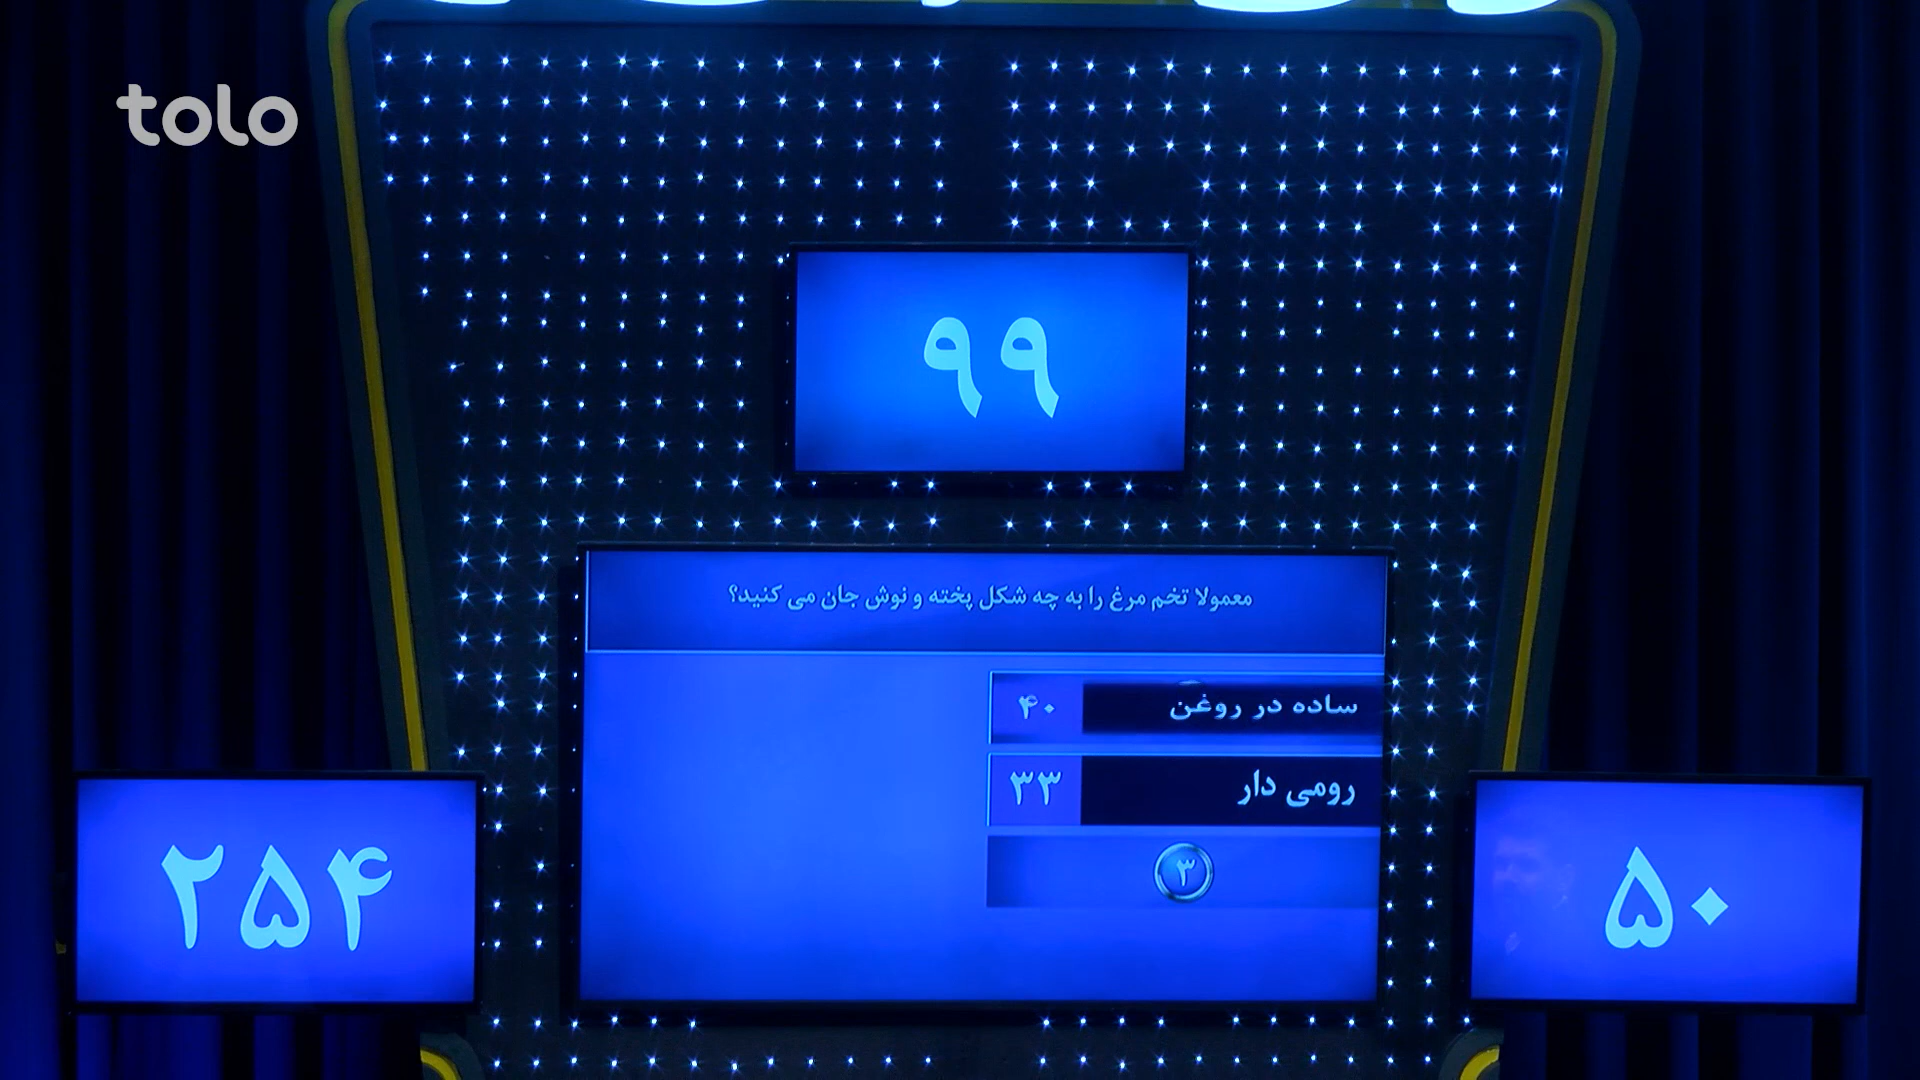 tolo
۹۹
معمولا تخم مرغ را به چه شکل پخته و نوش جان می کنید؟
ساده در روغن ۴۰
رومی دار ۳۳
۳
۲۵۴
۵۰